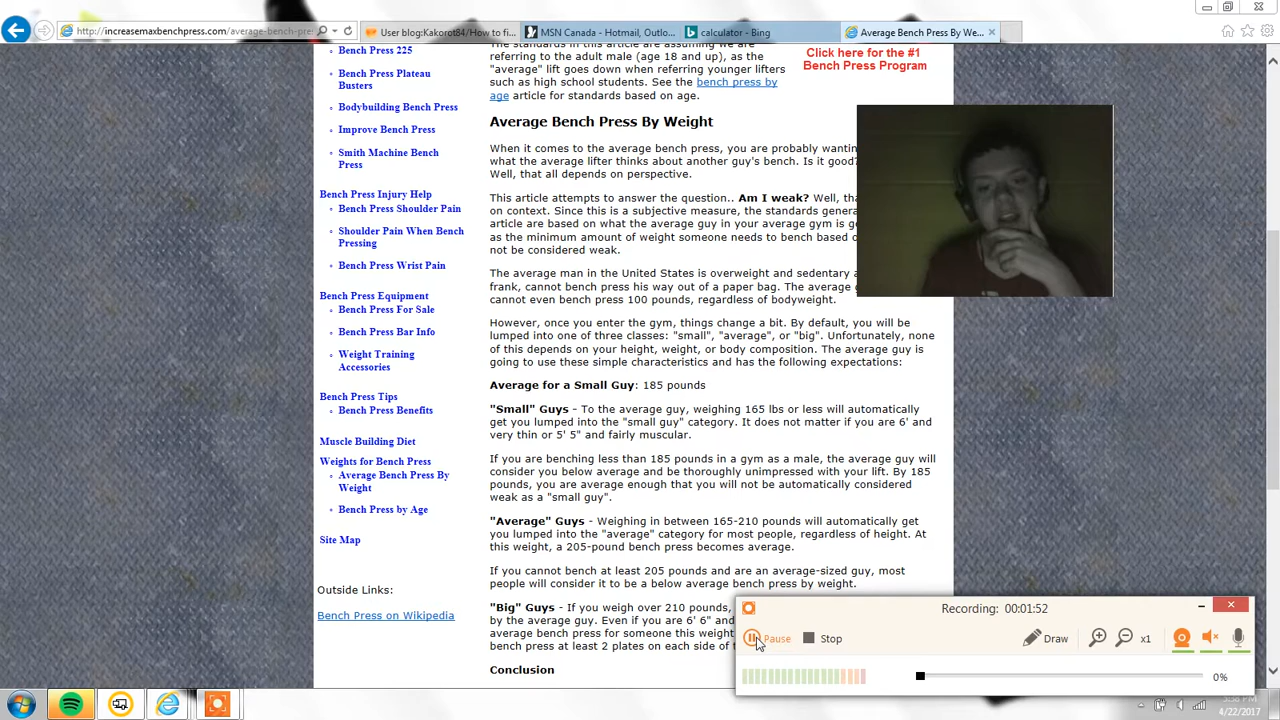 http://increasemaxbenchpress.com/average-bench-pre
User blog:Kakorot84/How to fi...
MSN Canada - Hotmail, Outlo...
calculator - Bing
Average Bench Press By We...
Bench Press 225
Bench Press Plateau
Busters
Bodybuilding Bench Press
Improve Bench Press
Smith Machine Bench
Press
Bench Press Injury Help
Bench Press Shoulder Pain
Shoulder Pain When Bench
Pressing
Bench Press Wrist Pain
Bench Press Equipment
Bench Press For Sale
Bench Press Bar Info
Weight Training
Accessories
Bench Press Tips
Bench Press Benefits
Muscle Building Diet
Weights for Bench Press
Average Bench Press By
Weight
Bench Press by Age
Site Map
Outside Links:
Bench Press on Wikipedia
The standards in this article are assuming we are
referring to the adult male (age 18 and up), as the
"average" lift goes down when referring younger lifters
such as high school students. See the bench press by
age article for standards based on age.
Click here for the #1
Bench Press Program
Average Bench Press By Weight
When it comes to the average bench press, you are probably wantin
what the average lifter thinks about another guy's bench. Is it good?
Well, that all depends on perspective.
This article attempts to answer the question.. Am I weak? Well, tha
on context. Since this is a subjective measure, the standards genera
article are based on what the average guy in your average gym is g
as the minimum amount of weight someone needs to bench based o
not be considered weak.
The average man in the United States is overweight and sedentary a
frank, cannot bench press his way out of a paper bag. The average g
cannot even bench press 100 pounds, regardless of bodyweight.
However, once you enter the gym, things change a bit. By default, you will be
lumped into one of three classes: "small", "average", or "big". Unfortunately, none
of this depends on your height, weight, or body composition. The average guy is
going to use these simple characteristics and has the following expectations:
Average for a Small Guy: 185 pounds
"Small" Guys - To the average guy, weighing 165 lbs or less will automatically
get you lumped into the "small guy" category. It does not matter if you are 6' and
very thin or 5' 5" and fairly muscular.
If you are benching less than 185 pounds in a gym as a male, the average guy will
consider you below average and be thoroughly unimpressed with your lift. By 185
pounds, you are average enough that you will not be automatically considered
weak as a "small guy".
"Average" Guys - Weighing in between 165-210 pounds will automatically get
you lumped into the "average" category for most people, regardless of height. At
this weight, a 205-pound bench press becomes average.
If you cannot bench at least 205 pounds and are an average-sized guy, most
people will consider it to be a below average bench press by weight.
"Big" Guys - If you weigh over 210 pounds,
by the average guy. Even if you are 6' 6" and
average bench press for someone this weight
bench press at least 2 plates on each side of t
Conclusion
Recording: 00:01:52
Pause
Stop
Draw
x1
0%
3:58 PM
4/22/2017